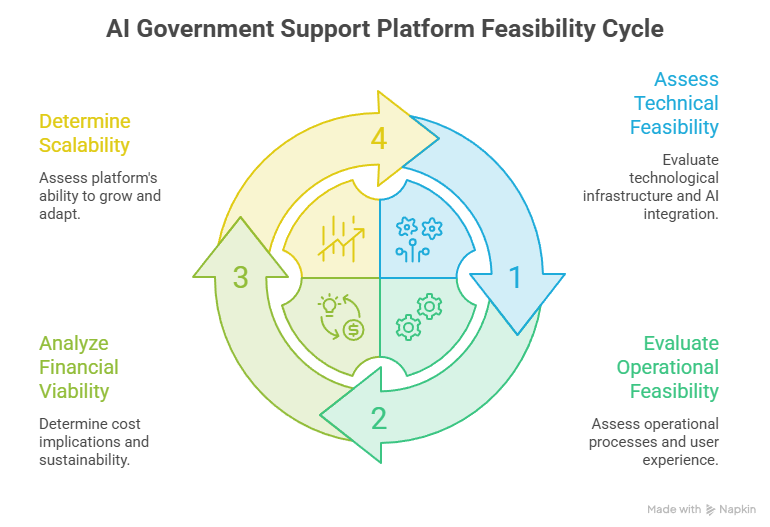 AI Government Support Platform Feasibility Cycle
Assess
Technical
Feasibility
Evaluate
technological
infrastructure and AI
integration.
1
Evaluate
Operational
Feasibility
Assess operational
processes and user
experience.
2
Analyze
Financial
Viability
Determine cost
implications and
sustainability.
3
Determine
Scalability
Assess platform's
ability to grow and
adapt.
4
$
Made with Napkin